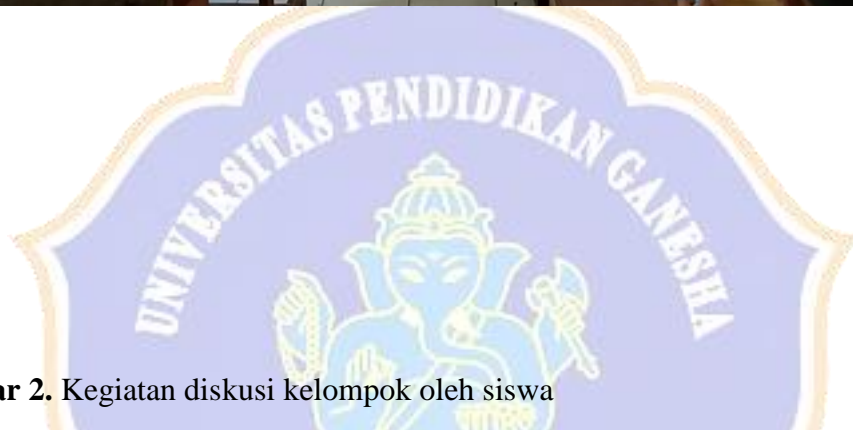 UNIVERSITAS PENDIDIKAN GANESHA
ar 2. Kegiatan diskusi kelompok oleh siswa